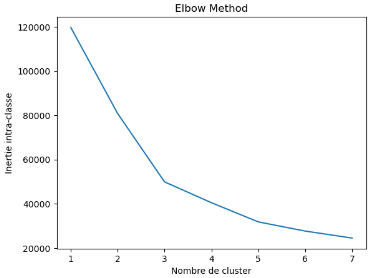 Elbow Method
120000
100000
80000
60000
40000
20000
Inertie intra-classe
1 2 3 4 5 6 7
Nombre de cluster